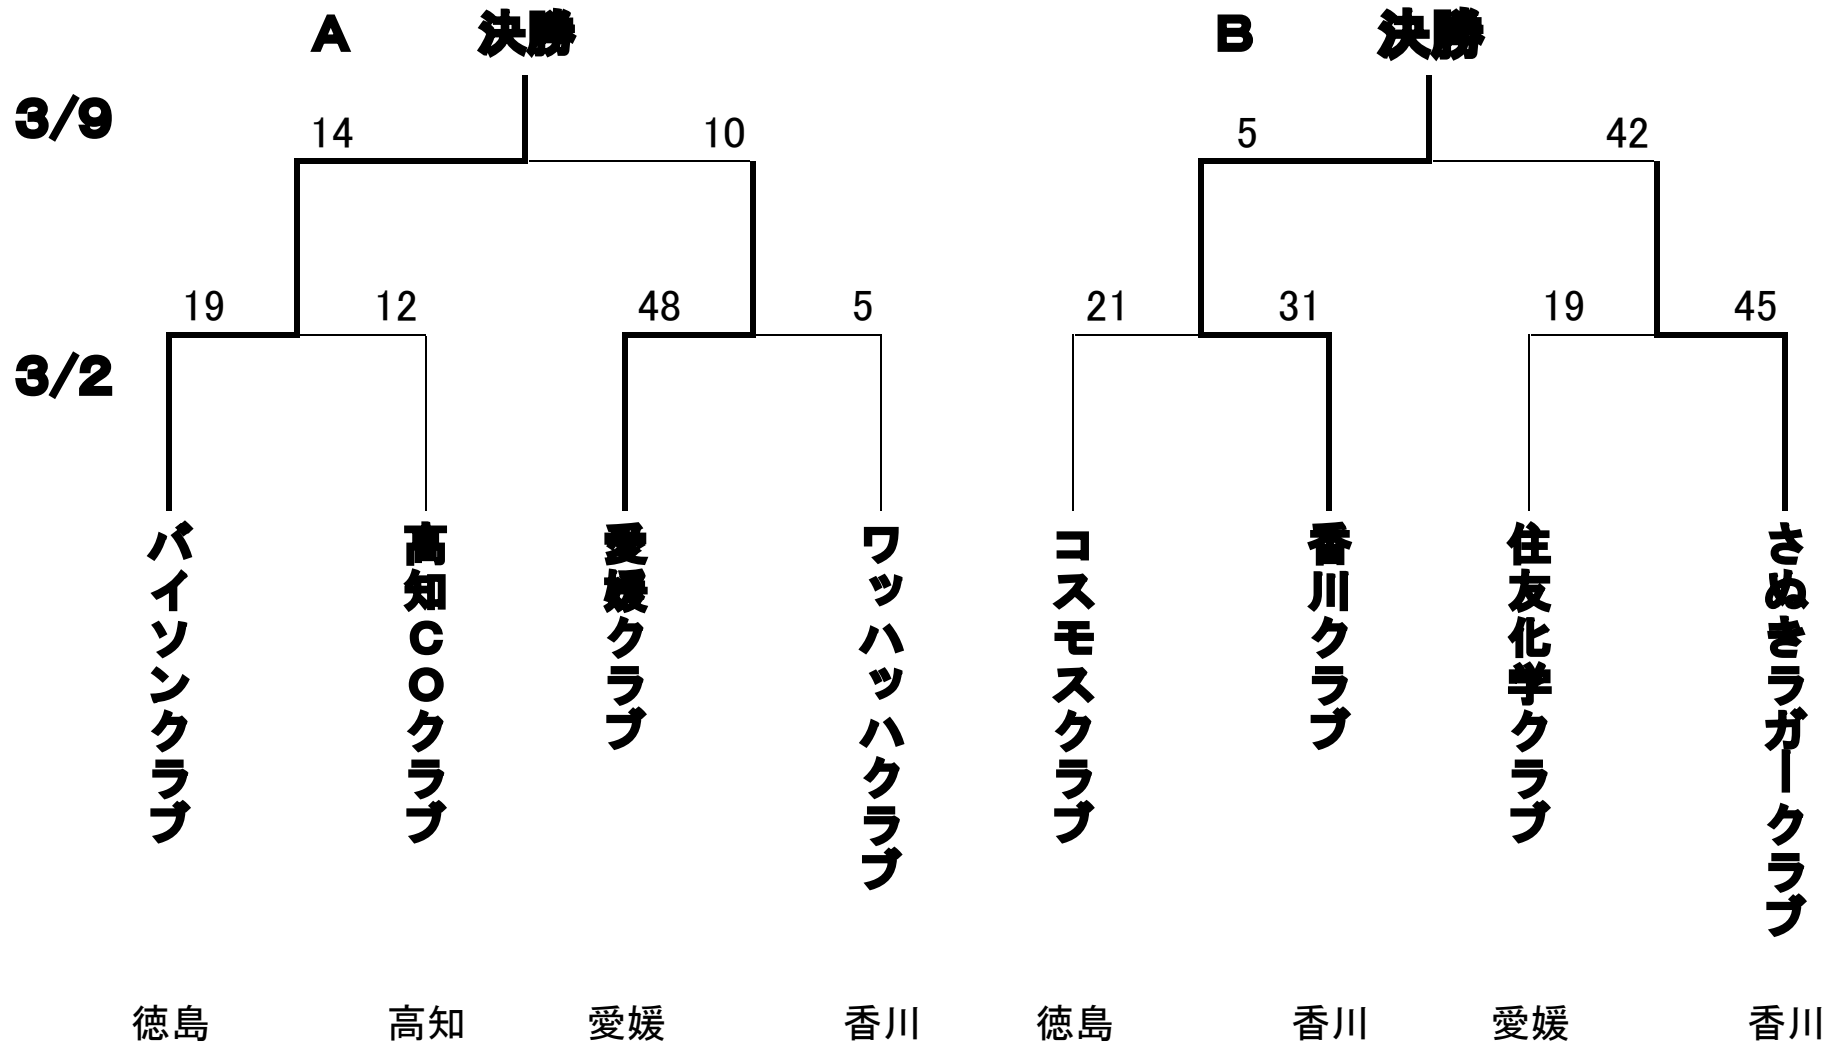 A 決勝 B 決勝
3/9
14 10 5 42
19 12 48 5 21 31 19 45
3/2
バイソンクラブ
高知COクラブ
愛媛クラブ
ワッハッハクラブ
コスモスクラブ
香川クラブ
住友化学クラブ
さぬきラガークラブ
徳島 高知 愛媛 香川 徳島 香川 愛媛 香川